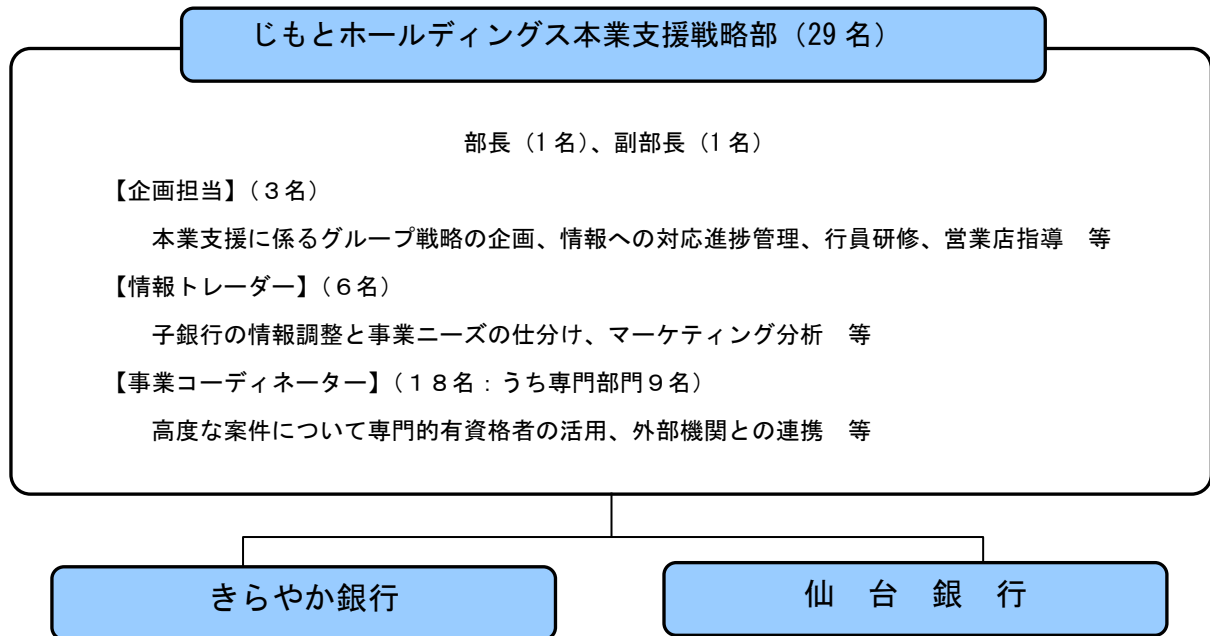 じもとホールディングス本業支援戦略部（29 名）
部長（1 名）、副部長（1 名）
【企画担当】（３名）
本業支援に係るグループ戦略の企画、情報への対応進捗管理、行員研修、営業店指導　等
【情報トレーダー】（６名）
子銀行の情報調整と事業ニーズの仕分け、マーケティング分析　等
【事業コーディネーター】（１８名：うち専門部門９名）
高度な案件について専門的有資格者の活用、外部機関との連携　等
きらやか銀行
仙　台　銀　行